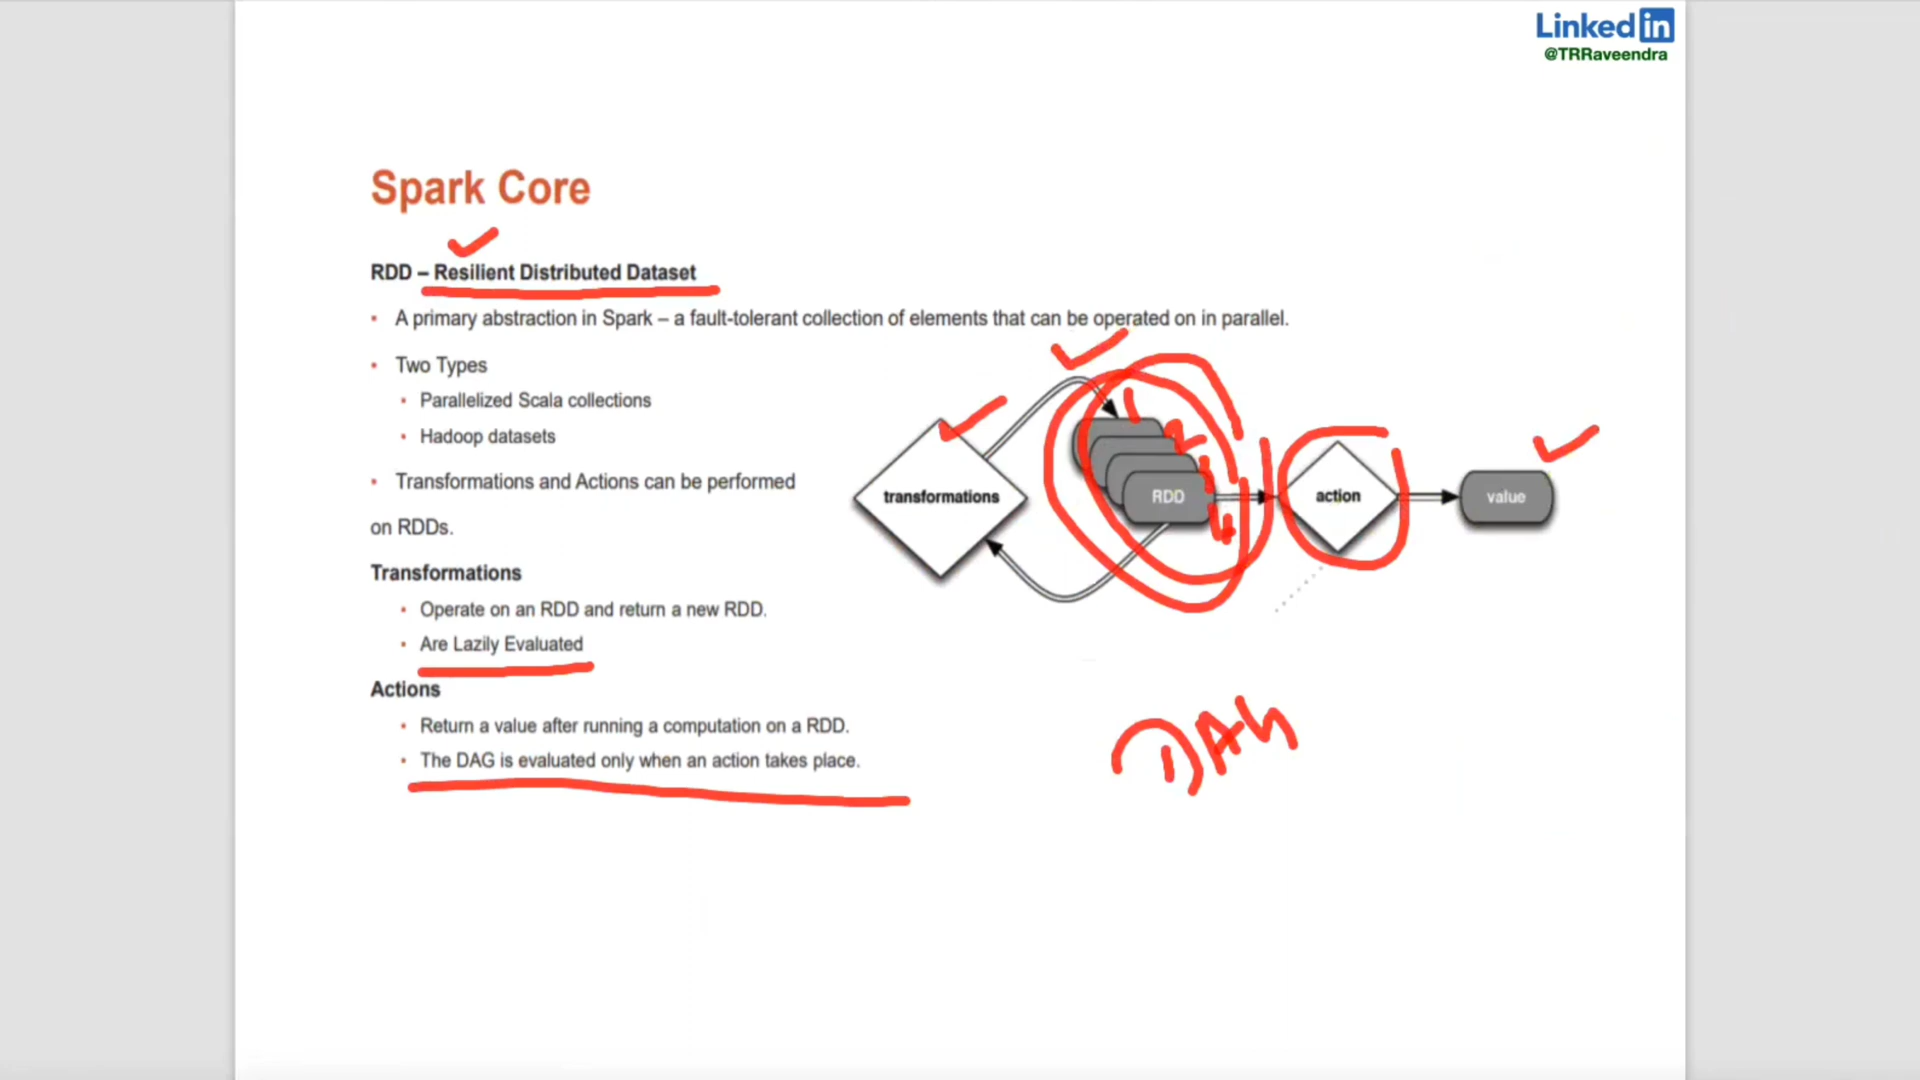 Linked in
@TRRaveendra
Spark Core
RDD – Resilient Distributed Dataset
• A primary abstraction in Spark – a fault-tolerant collection of elements that can be operated on in parallel.
• Two Types
• Parallelized Scala collections
• Hadoop datasets
• Transformations and Actions can be performed
on RDDs.
Transformations
• Operate on an RDD and return a new RDD.
• Are Lazily Evaluated
Actions
• Return a value after running a computation on a RDD.
• The DAG is evaluated only when an action takes place.
transformations
RDD
action
value
DAG